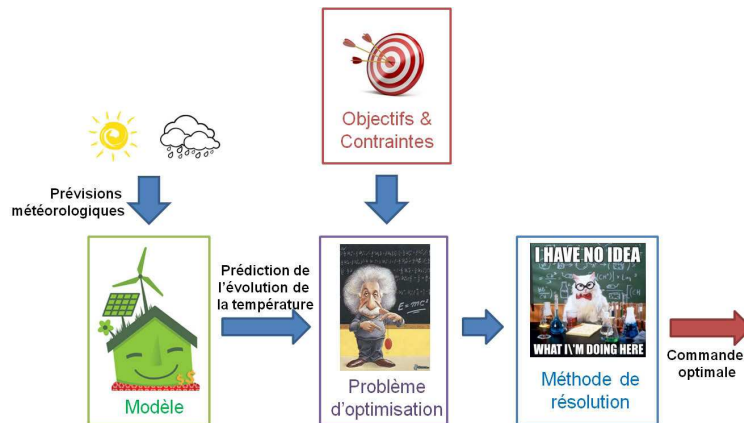 Objectifs &
Contraintes
Prévisions
météorologiques
Prédiction de
l'évolution de
la température
Modèle
E=mc²
Problème
d'optimisation
I HAVE NO IDEA
WHAT I\'M DOING HERE
Méthode de
résolution
Commande
optimale